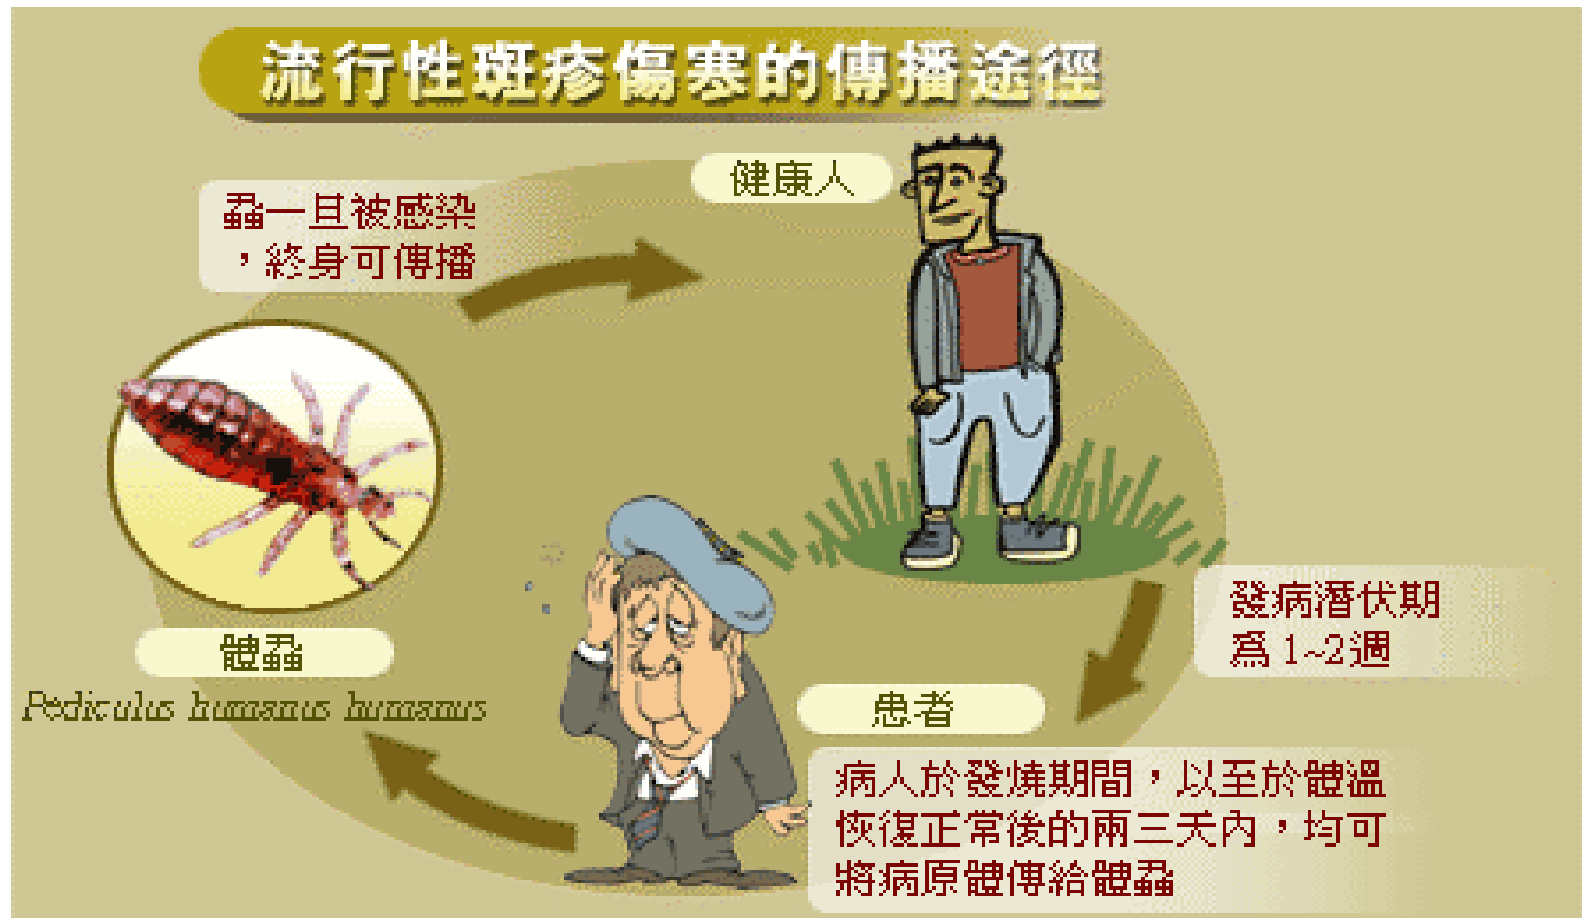 流行性斑疹傷寒的傳播途徑
健康人
蝨一旦被感染
，終身可傳播
發病潛伏期
爲 1~2週
體蝨
Pediculus humanus humanus
患者
病人於發燒期間，以至於體溫
恢復正常後的兩三天內，均可
將病原體傳給體蝨